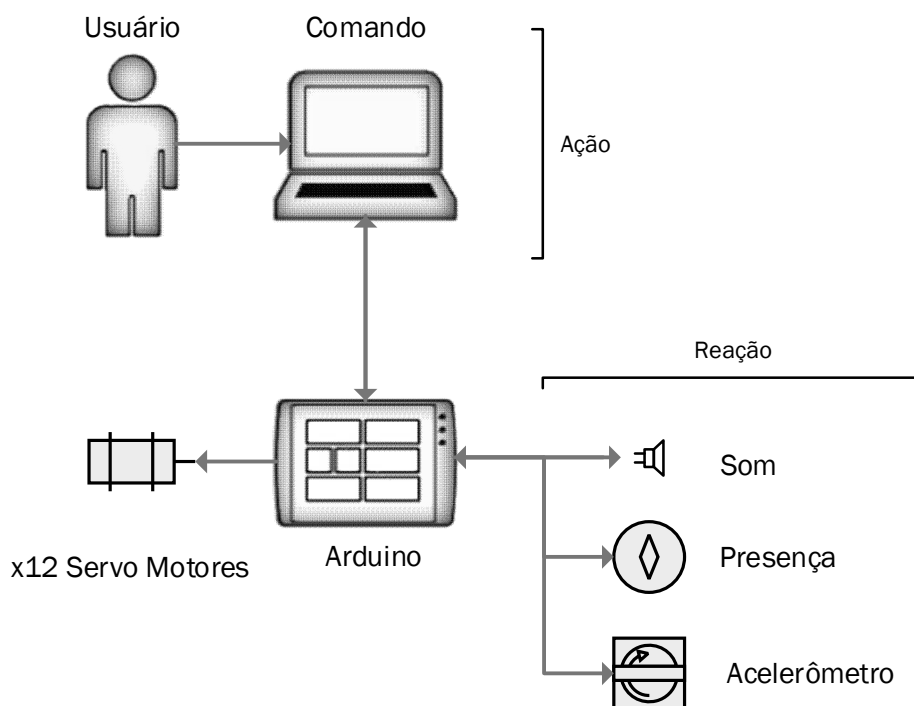 Usuário
Comando
Ação
Reação
Som
x12 Servo Motores
Arduino
Presença
Acelerômetro